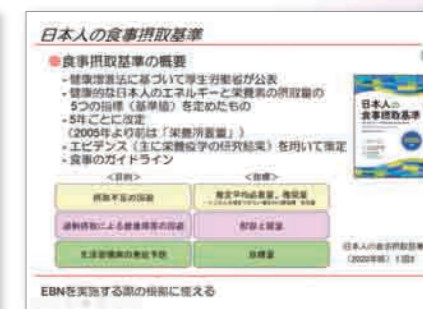 日本人の食事摂取基準
●食事摂取基準の概要
・健康増進法に基づいて厚生労働省が公表
・健康的な日本人のエネルギーと栄養素の摂取量の
5つの指標（基準値）を定めたもの
・5年ごとに改定
（2005年より前は「栄養所要量」）
・エビデンス（主に栄養疫学の研究結果）を用いて策定
・食事のガイドライン
<目的>
<指標>
摂取不足の回避
推定平均必要量、推奨量
過剰摂取による健康障害の回避
耐容上限量
生活習慣病の発症予防
目標量
日本人の
食事摂取基準
日本人の食事摂取基準
EBNを実施する際の根拠に使える